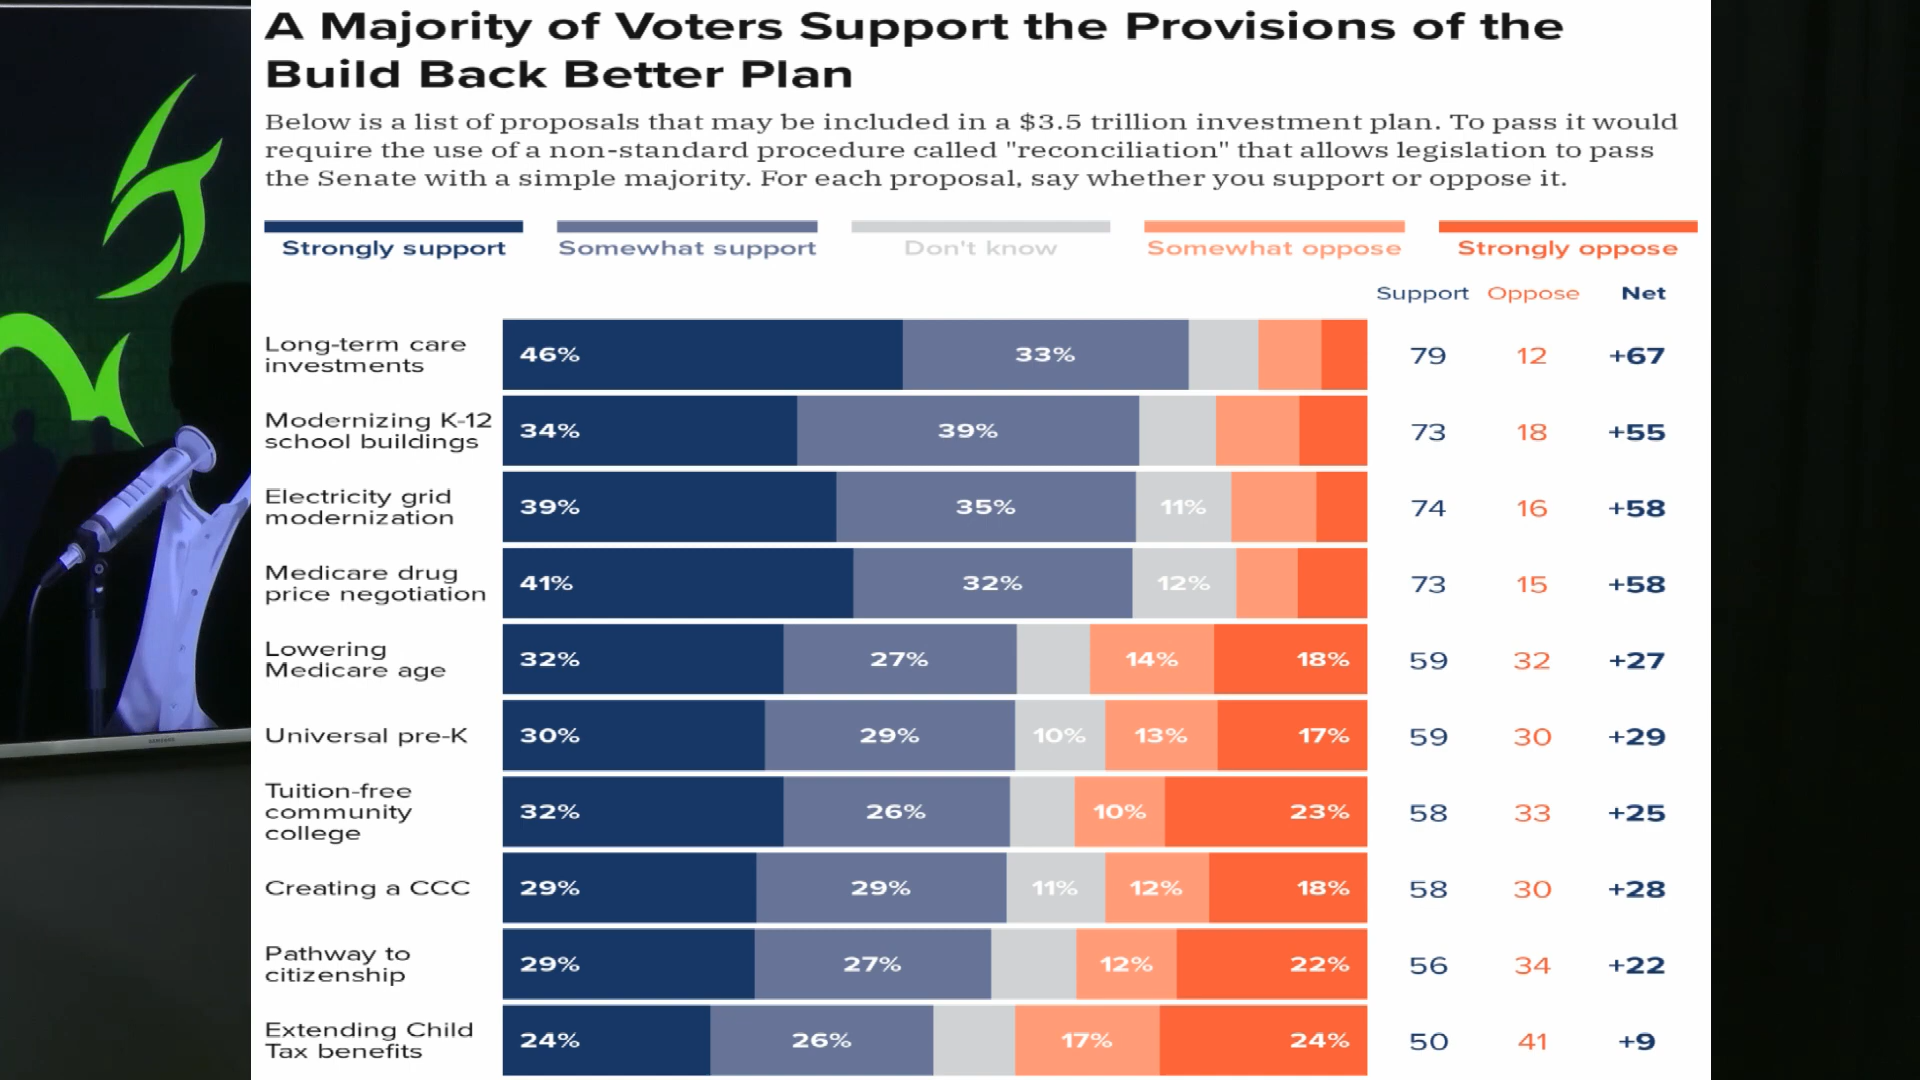 A Majority of Voters Support the Provisions of the
Build Back Better Plan
Below is a list of proposals that may be included in a $3.5 trillion investment plan. To pass it would
require the use of a non-standard procedure called "reconciliation" that allows legislation to pass
the Senate with a simple majority. For each proposal, say whether you support or oppose it.
Strongly support Somewhat support Don't know Somewhat oppose Strongly oppose
Support Oppose Net
Long-term care
investments
46% 33% 79 12 +67
Modernizing K-12
school buildings
34% 39% 73 18 +55
Electricity grid
modernization
39% 35% 11% 74 16 +58
Medicare drug
price negotiation
41% 32% 12% 73 15 +58
Lowering
Medicare age
32% 27% 14% 18% 59 32 +27
Universal pre-K 30% 29% 10% 13% 17% 59 30 +29
Tuition-free
community
college
32% 26% 10% 23% 58 33 +25
Creating a CCC 29% 29% 11% 12% 18% 58 30 +28
Pathway to
citizenship
29% 27% 12% 22% 56 34 +22
Extending Child
Tax benefits
24% 26% 17% 24% 50 41 +9
SAMSUNG